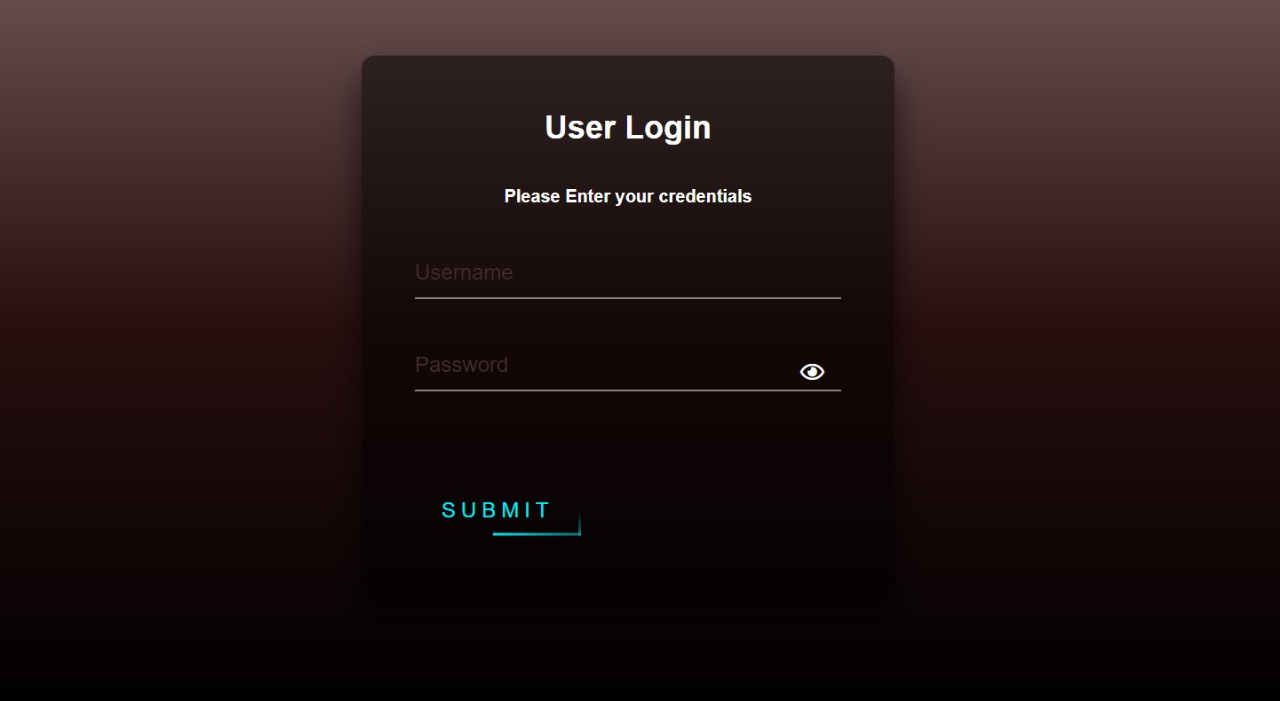 User Login
Please Enter your credentials
Username
Password
SUBMIT